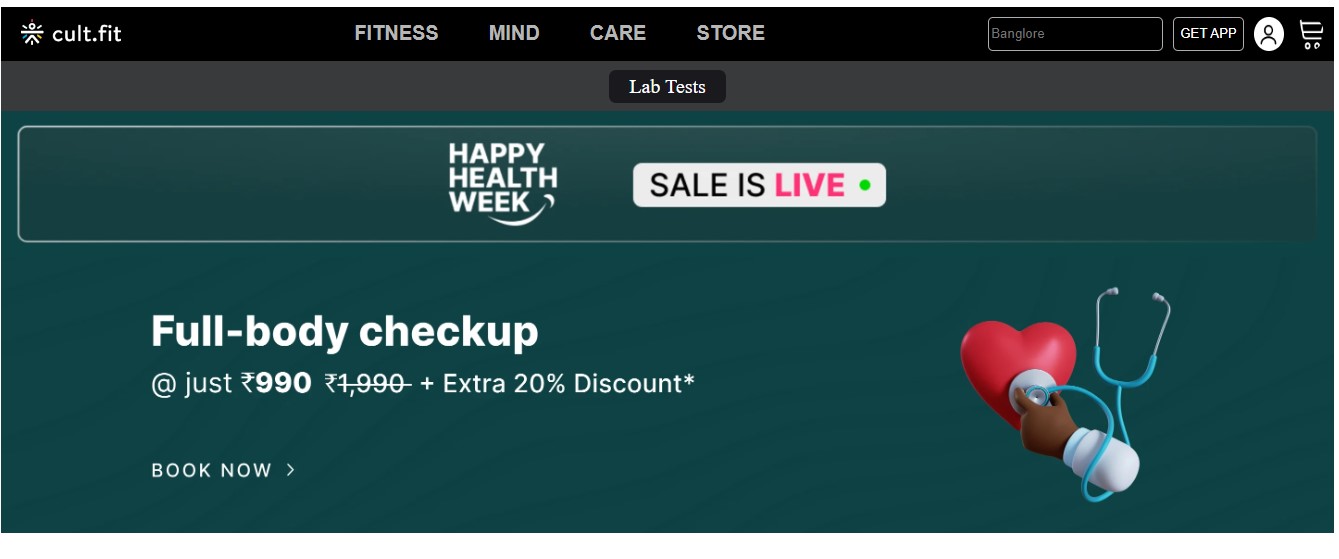 cult.fit FITNESS MIND CARE STORE Banglore GET APP
Lab Tests
HAPPY
HEALTH
WEEK
SALE IS LIVE
Full-body checkup
@ just ₹990 ₹1,990 + Extra 20% Discount*
BOOK NOW >